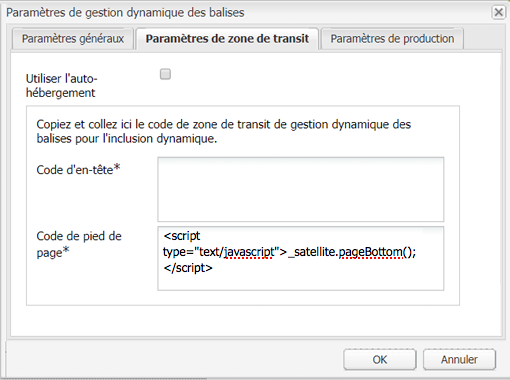 Paramètres de gestion dynamique des balises
Paramètres généraux
Paramètres de zone de transit
Paramètres de production
Utiliser l'auto-
hébergement
Copiez et collez ici le code de zone de transit de gestion dynamique des
balises pour l'inclusion dynamique.
Code d'en-tête*
Code de pied de
page*
<script
type="text/javascript">_satellite.pageBottom();
</script>
OK
Annuler